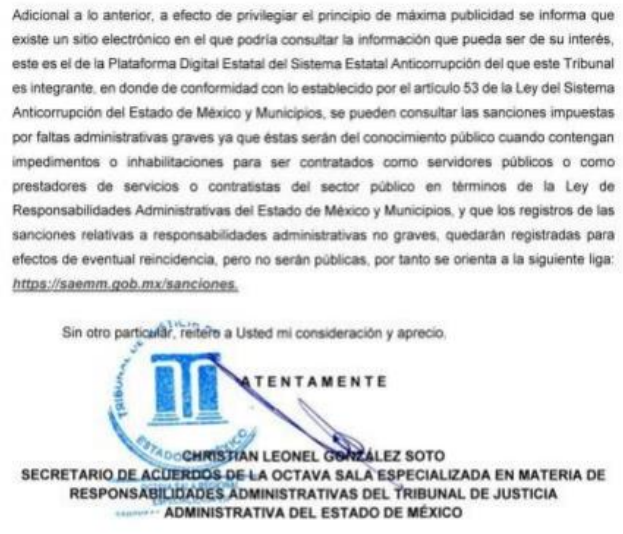 Adicional a lo anterior, a efecto de privilegiar el principio de máxima publicidad se informa que
existe un sitio electrónico en el que podría consultar la información que pueda ser de su interés,
este es el de la Plataforma Digital Estatal del Sistema Estatal Anticorrupción del que este Tribunal
es integrante, en donde de conformidad con lo establecido por el artículo 53 de la Ley del Sistema
Anticorrupción del Estado de México y Municipios, se pueden consultar las sanciones impuestas
por faltas administrativas graves ya que éstas serán del conocimiento público cuando contengan
impedimentos o inhabilitaciones para ser contratados como servidores públicos o como
prestadores de servicios o contratistas del sector público en términos de la Ley de
Responsabilidades Administrativas del Estado de México y Municipios, y que los registros de las
sanciones relativas a responsabilidades administrativas no graves, quedarán registradas para
efectos de eventual reincidencia, pero no serán públicas, por tanto se orienta a la siguiente liga:
https://saemm.gob.mx/sanciones.
Sin otro particular, reitero a Usted mi consideración y aprecio.
TRIBUNAL DE JUSTICIA
ATENTAMENTE
ESTADO DE MÉXICO
CHRISTIAN LEONEL GONZÁLEZ SOTO
SECRETARIO DE ACUERDOS DE LA OCTAVA SALA ESPECIALIZADA EN MATERIA DE
RESPONSABILIDADES ADMINISTRATIVAS DEL TRIBUNAL DE JUSTICIA
ADMINISTRATIVA DEL ESTADO DE MÉXICO